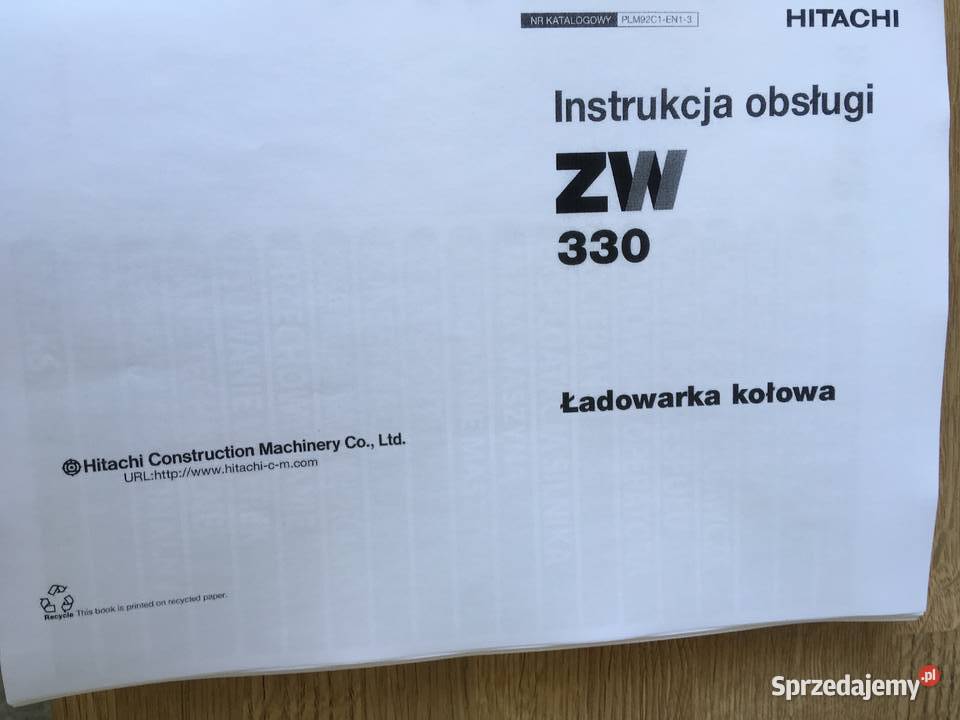 NR KATALOGOWY PLM92C1-EN1-3
HITACHI
Instrukcja obsługi
ZW
330
Ładowarka kołowa
Hitachi Construction Machinery Co., Ltd.
URL:http://www.hitachi-c-m.com
Recycle This book is printed on recycled paper.
Sprzedajemy.pl